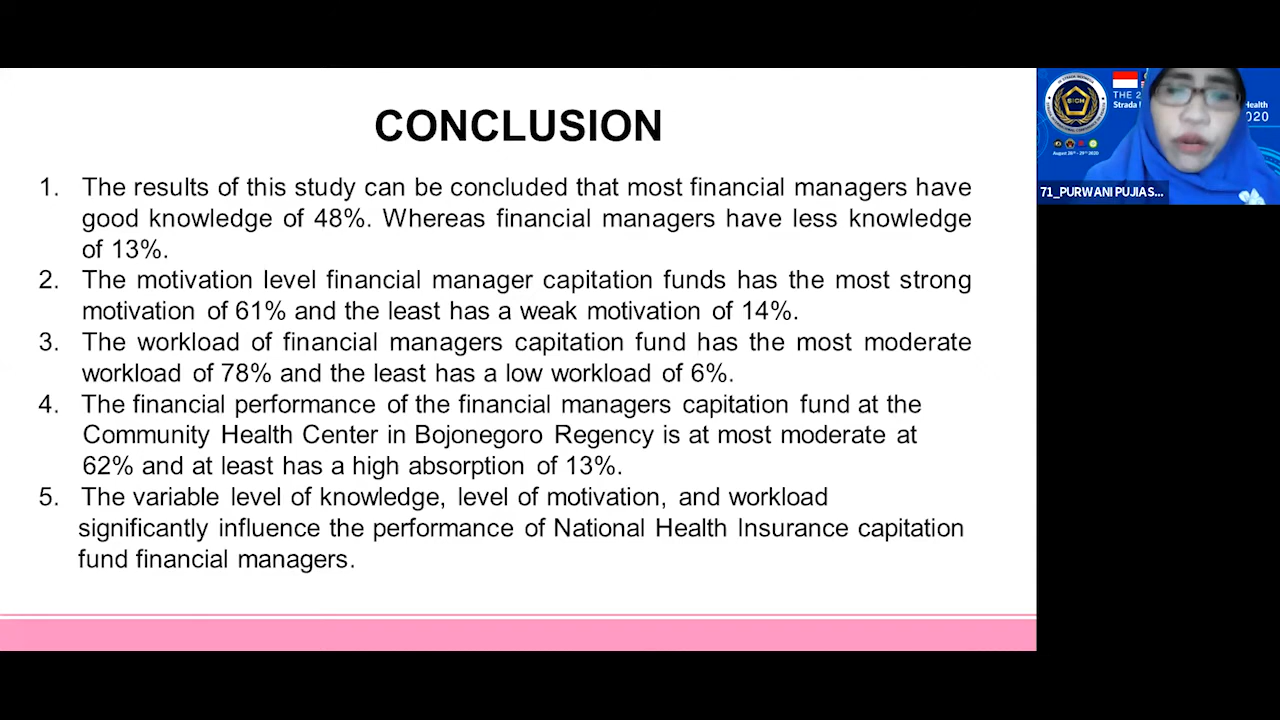 CONCLUSION
1. The results of this study can be concluded that most financial managers have
good knowledge of 48%. Whereas financial managers have less knowledge
of 13%.
2. The motivation level financial manager capitation funds has the most strong
motivation of 61% and the least has a weak motivation of 14%.
3. The workload of financial managers capitation fund has the most moderate
workload of 78% and the least has a low workload of 6%.
4. The financial performance of the financial managers capitation fund at the
Community Health Center in Bojonegoro Regency is at most moderate at
62% and at least has a high absorption of 13%.
5. The variable level of knowledge, level of motivation, and workload
significantly influence the performance of National Health Insurance capitation
fund financial managers.
THE 2
Strada
Health
020
SICH
August 28th - 29th 2020
71_PURWANI PUJIAS...